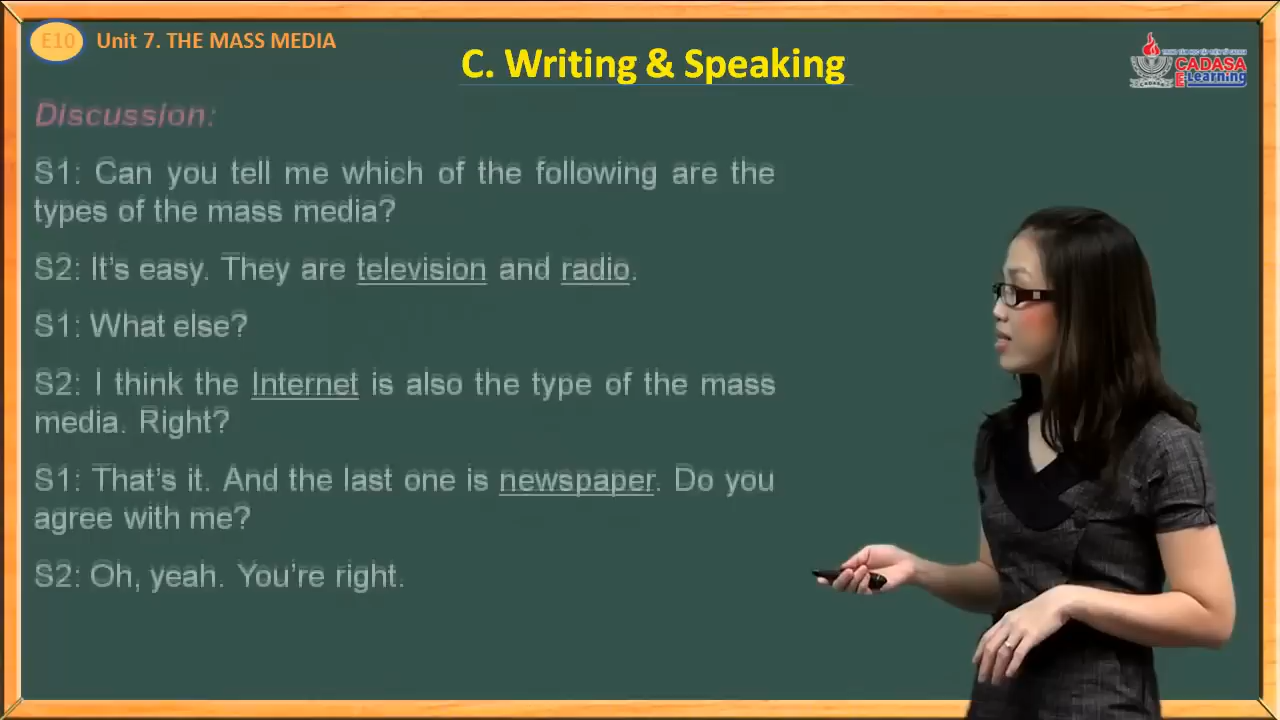 E10 Unit 7. THE MASS MEDIA
C. Writing & Speaking
CADASA
E-Learning
Discussion:
S1: Can you tell me which of the following are the
types of the mass media?
S2: It's easy. They are television and radio.
S1: What else?
S2: I think the Internet is also the type of the mass
media. Right?
S1: That's it. And the last one is newspaper. Do you
agree with me?
S2: Oh, yeah. You're right.